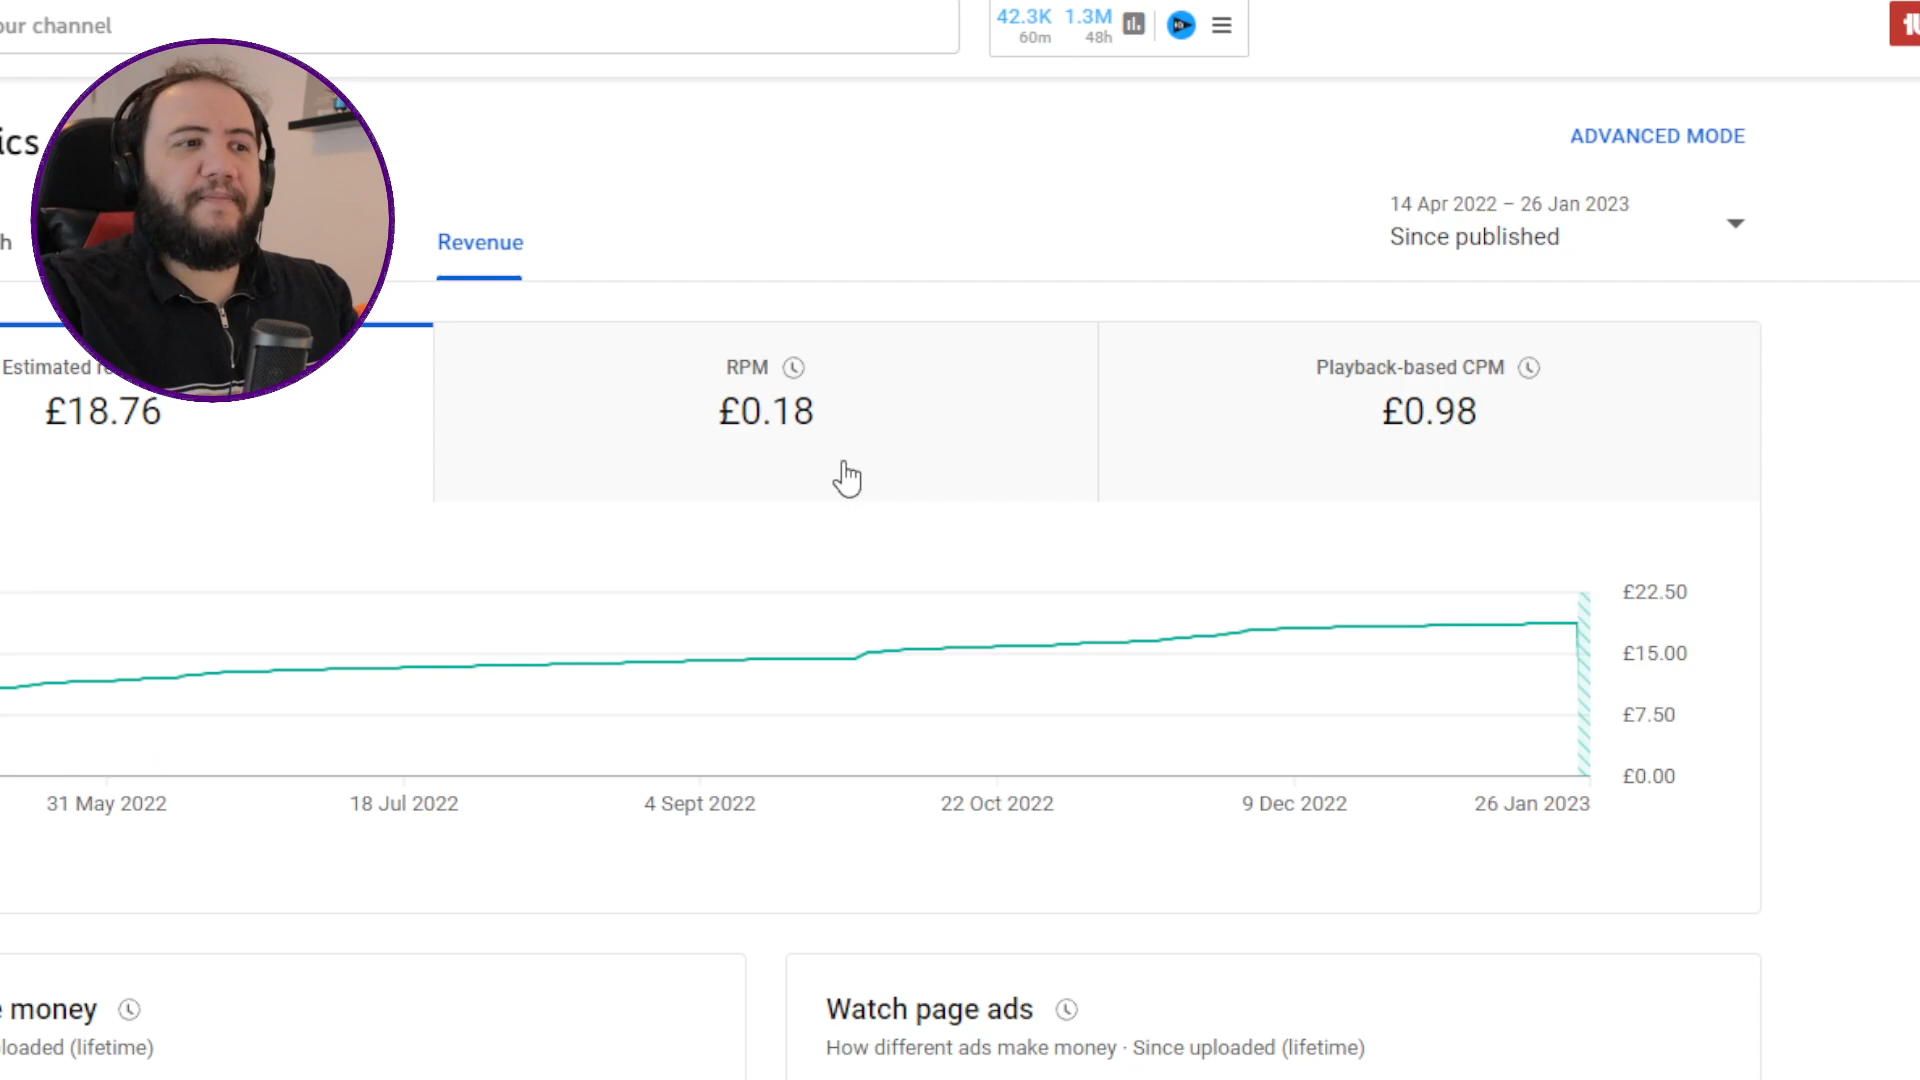 our channel
42.3K 1.3M
60m 48h
ics
ADVANCED MODE
14 Apr 2022 – 26 Jan 2023
Since published
h
Revenue
Estimated re
£18.76
RPM
£0.18
Playback-based CPM
£0.98
£22.50
£15.00
£7.50
£0.00
31 May 2022
18 Jul 2022
4 Sept 2022
22 Oct 2022
9 Dec 2022
26 Jan 2023
e money
loaded (lifetime)
Watch page ads
How different ads make money · Since uploaded (lifetime)